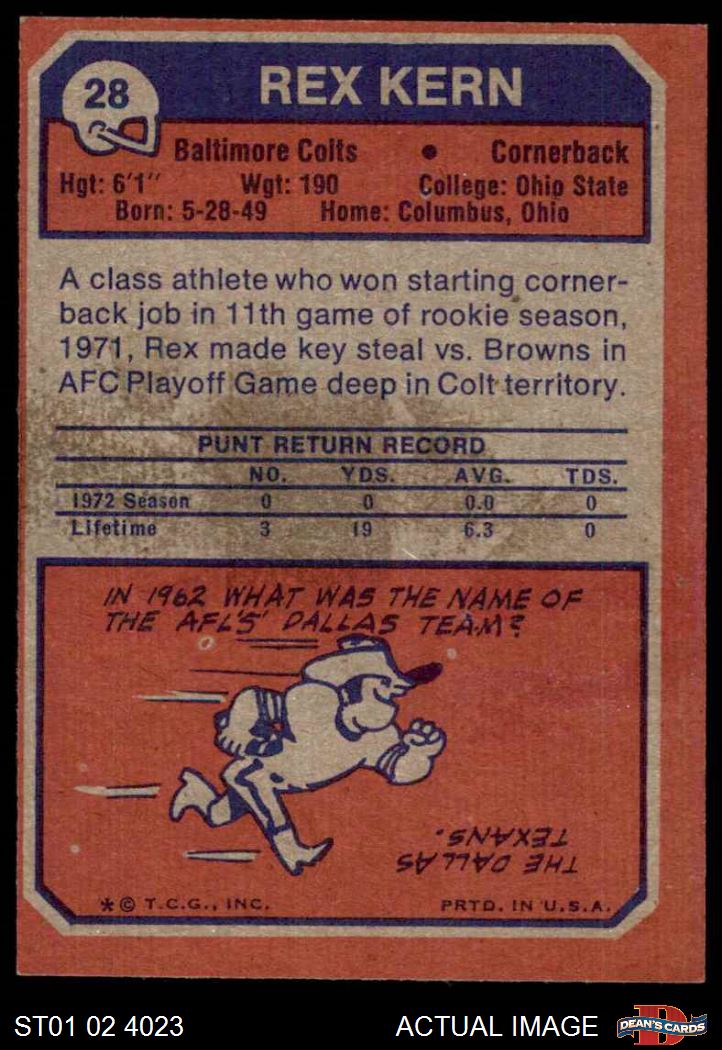 28
REX KERN
Baltimore Colts • Cornerback
Hgt: 6'1" Wgt: 190 College: Ohio State
Born: 5-28-49 Home: Columbus, Ohio
A class athlete who won starting corner-
back job in 11th game of rookie season,
1971, Rex made key steal vs. Browns in
AFC Playoff Game deep in Colt territory.
PUNT RETURN RECORD
NO. YDS. AVG. TDS.
1972 Season 0 0 0.0 0
Lifetime 3 19 6.3 0
IN 1962 WHAT WAS THE NAME OF
THE AFL'S' DALLAS TEAM?
THE DALLAS
TEXANS.
* © T.C.G., INC. PRTD. IN U.S.A.
ST01 02 4023 ACTUAL IMAGE
D
DEAN'S CARDS